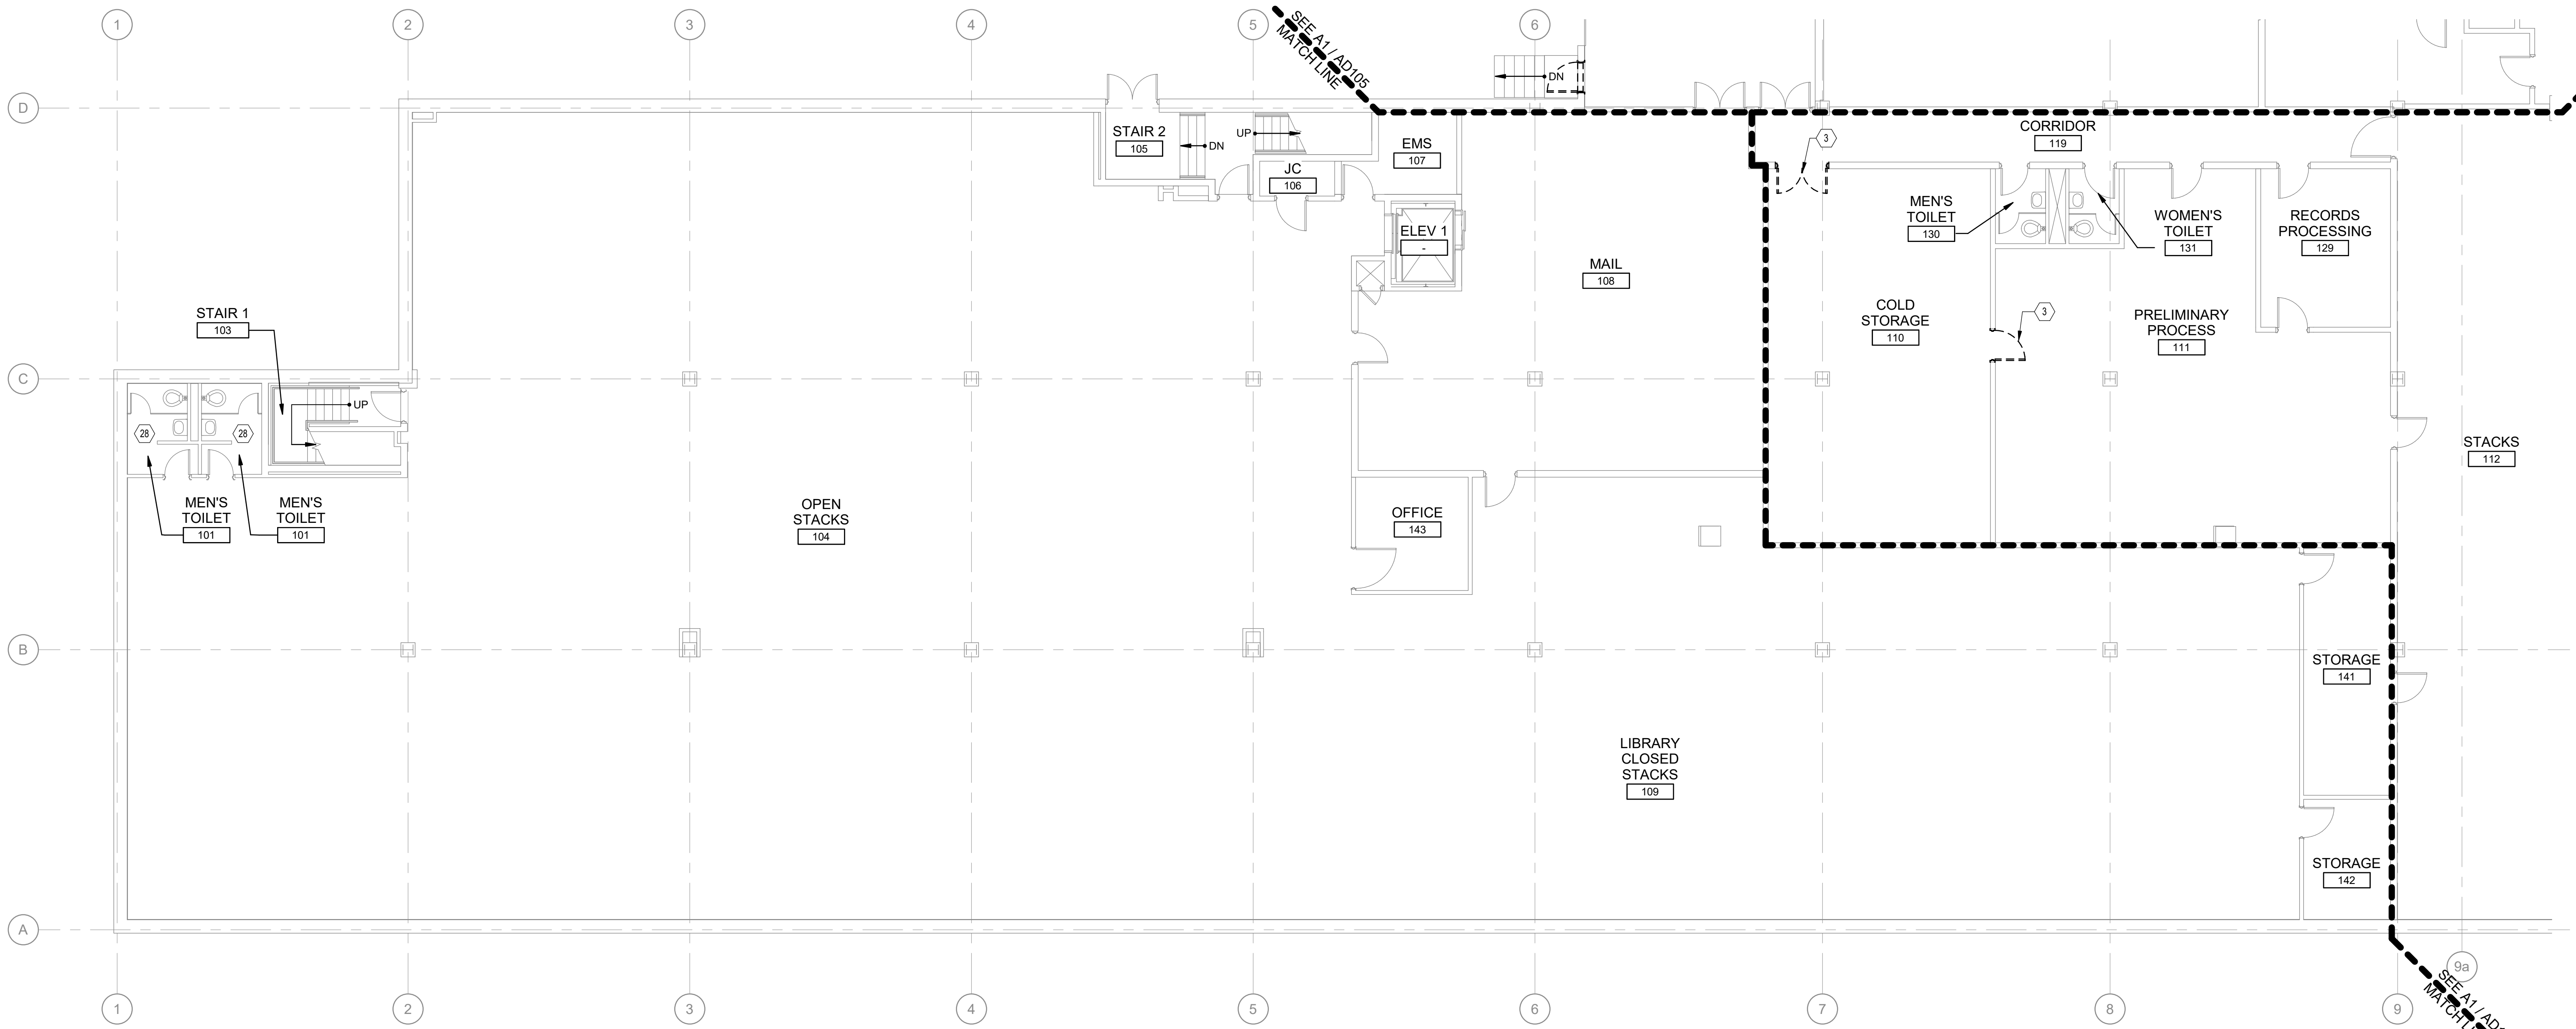 1
2
3
4
5
6
SEE A1 / AD105
MATCH LINE
DN
D
STAIR 2
105
UP
DN
EMS
107
JC
106
3
CORRIDOR
119
MEN'S
TOILET
130
WOMEN'S
TOILET
131
RECORDS
PROCESSING
129
ELEV 1
-
MAIL
108
STAIR 1
103
COLD
STORAGE
110
3
PRELIMINARY
PROCESS
111
C
UP
28
28
STACKS
112
MEN'S
TOILET
101
MEN'S
TOILET
101
OPEN
STACKS
104
OFFICE
143
B
STORAGE
141
LIBRARY
CLOSED
STACKS
109
STORAGE
142
A
9a
SEE A1 /
MATCH
1
2
3
4
5
6
7
8
9